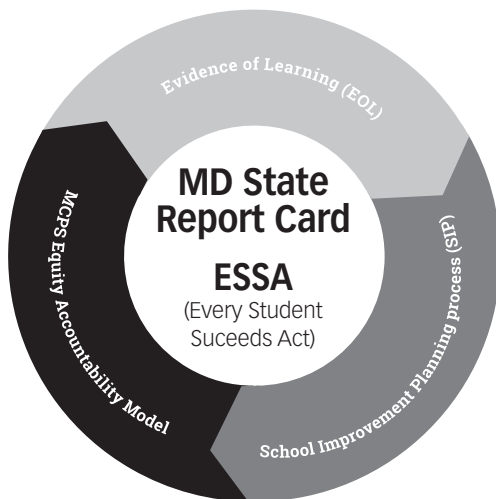 Evidence of Learning (EOL)
MD State
Report Card
ESSA
(Every Student
Suceeds Act)
School Improvement Planning process (SIP)
MCPS Equity Accountability Model